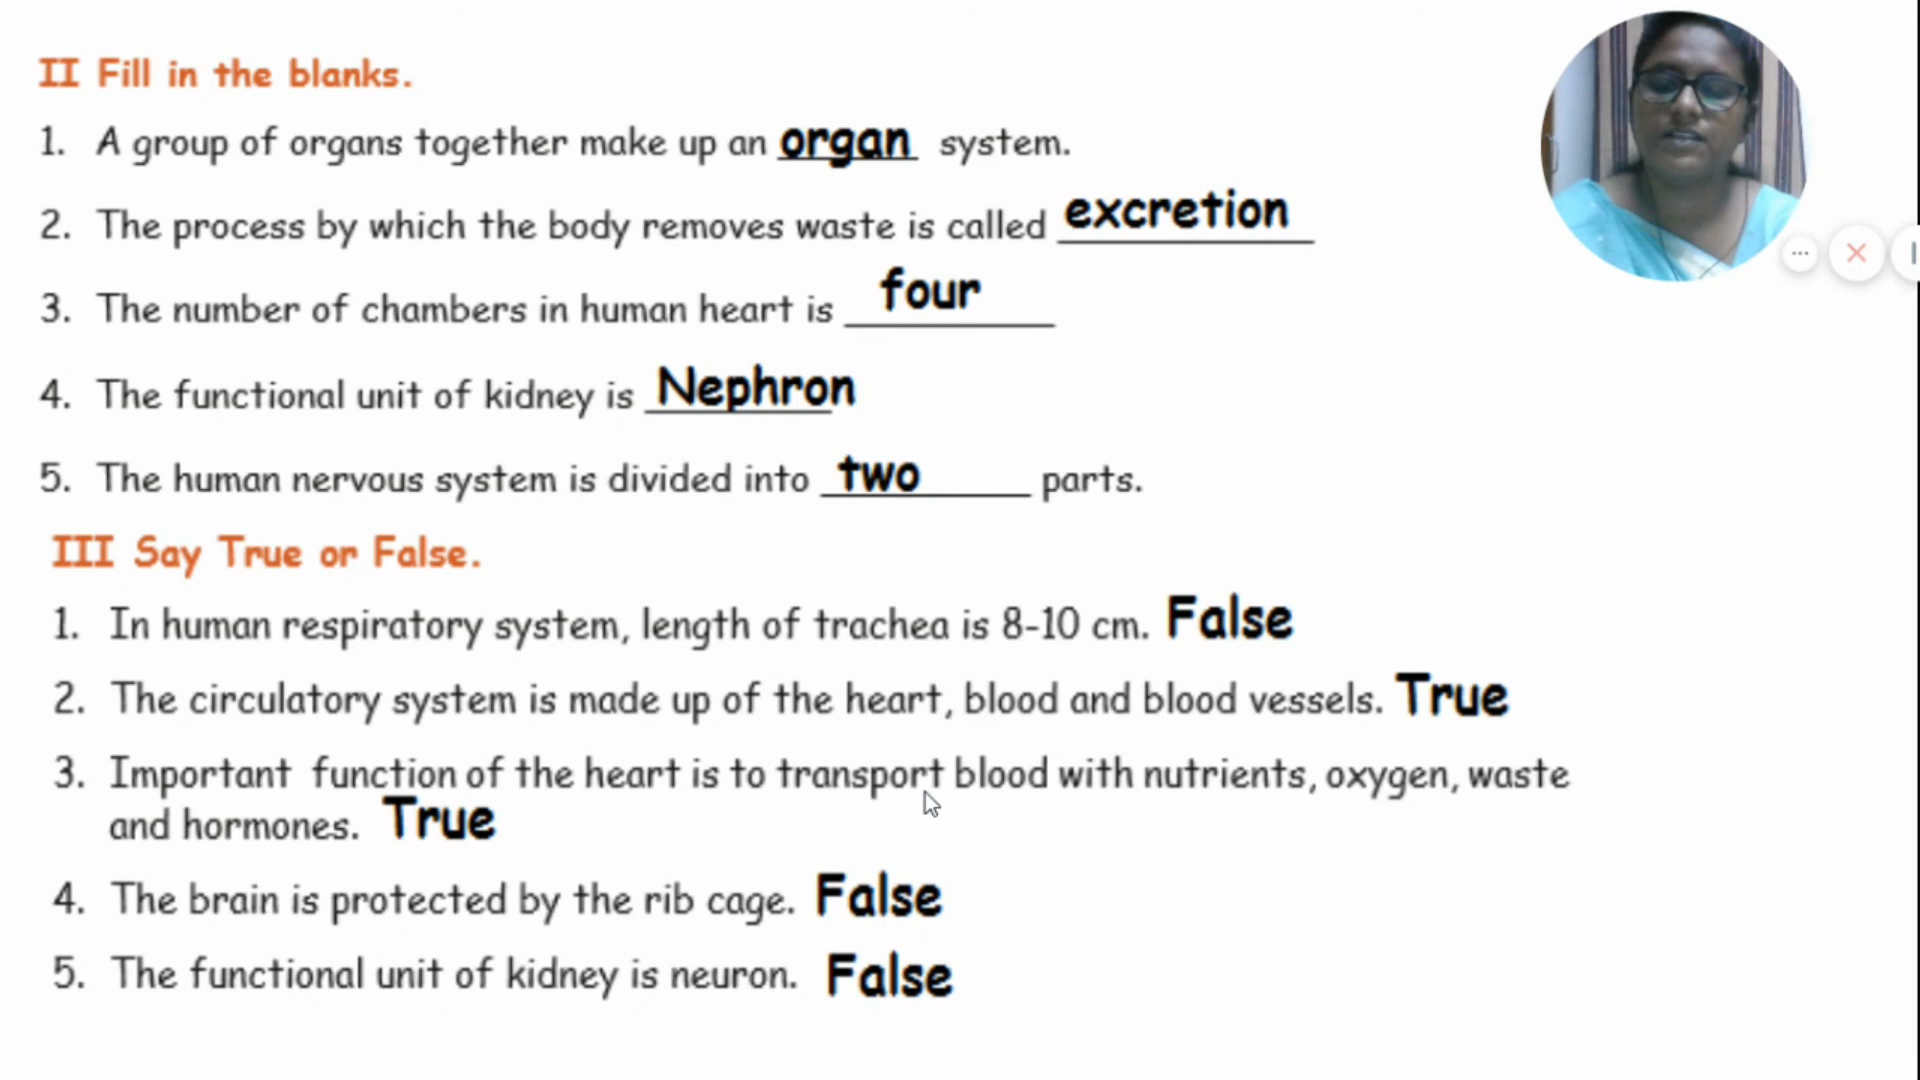 II Fill in the blanks.
1. A group of organs together make up an organ system.
2. The process by which the body removes waste is called excretion
3. The number of chambers in human heart is four
4. The functional unit of kidney is Nephron
5. The human nervous system is divided into two parts.
III Say True or False.
1. In human respiratory system, length of trachea is 8-10 cm. False
2. The circulatory system is made up of the heart, blood and blood vessels. True
3. Important function of the heart is to transport blood with nutrients, oxygen, waste
and hormones. True
4. The brain is protected by the rib cage. False
5. The functional unit of kidney is neuron. False